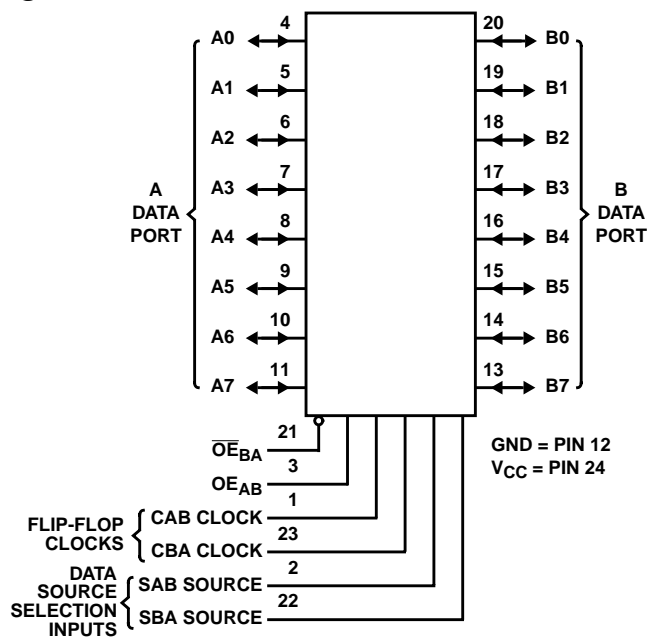 A0 4 20 B0
A1 5 19 B1
A2 6 18 B2
A3 7 17 B3
A DATA PORT
B DATA PORT
A4 8 16 B4
A5 9 15 B5
A6 10 14 B6
A7 11 13 B7
21
OEBA
3
OEAB
GND = PIN 12
VCC = PIN 24
1
FLIP-FLOP CLOCKS
CAB CLOCK
23
CBA CLOCK
DATA SOURCE SELECTION INPUTS
2
SAB SOURCE
22
SBA SOURCE